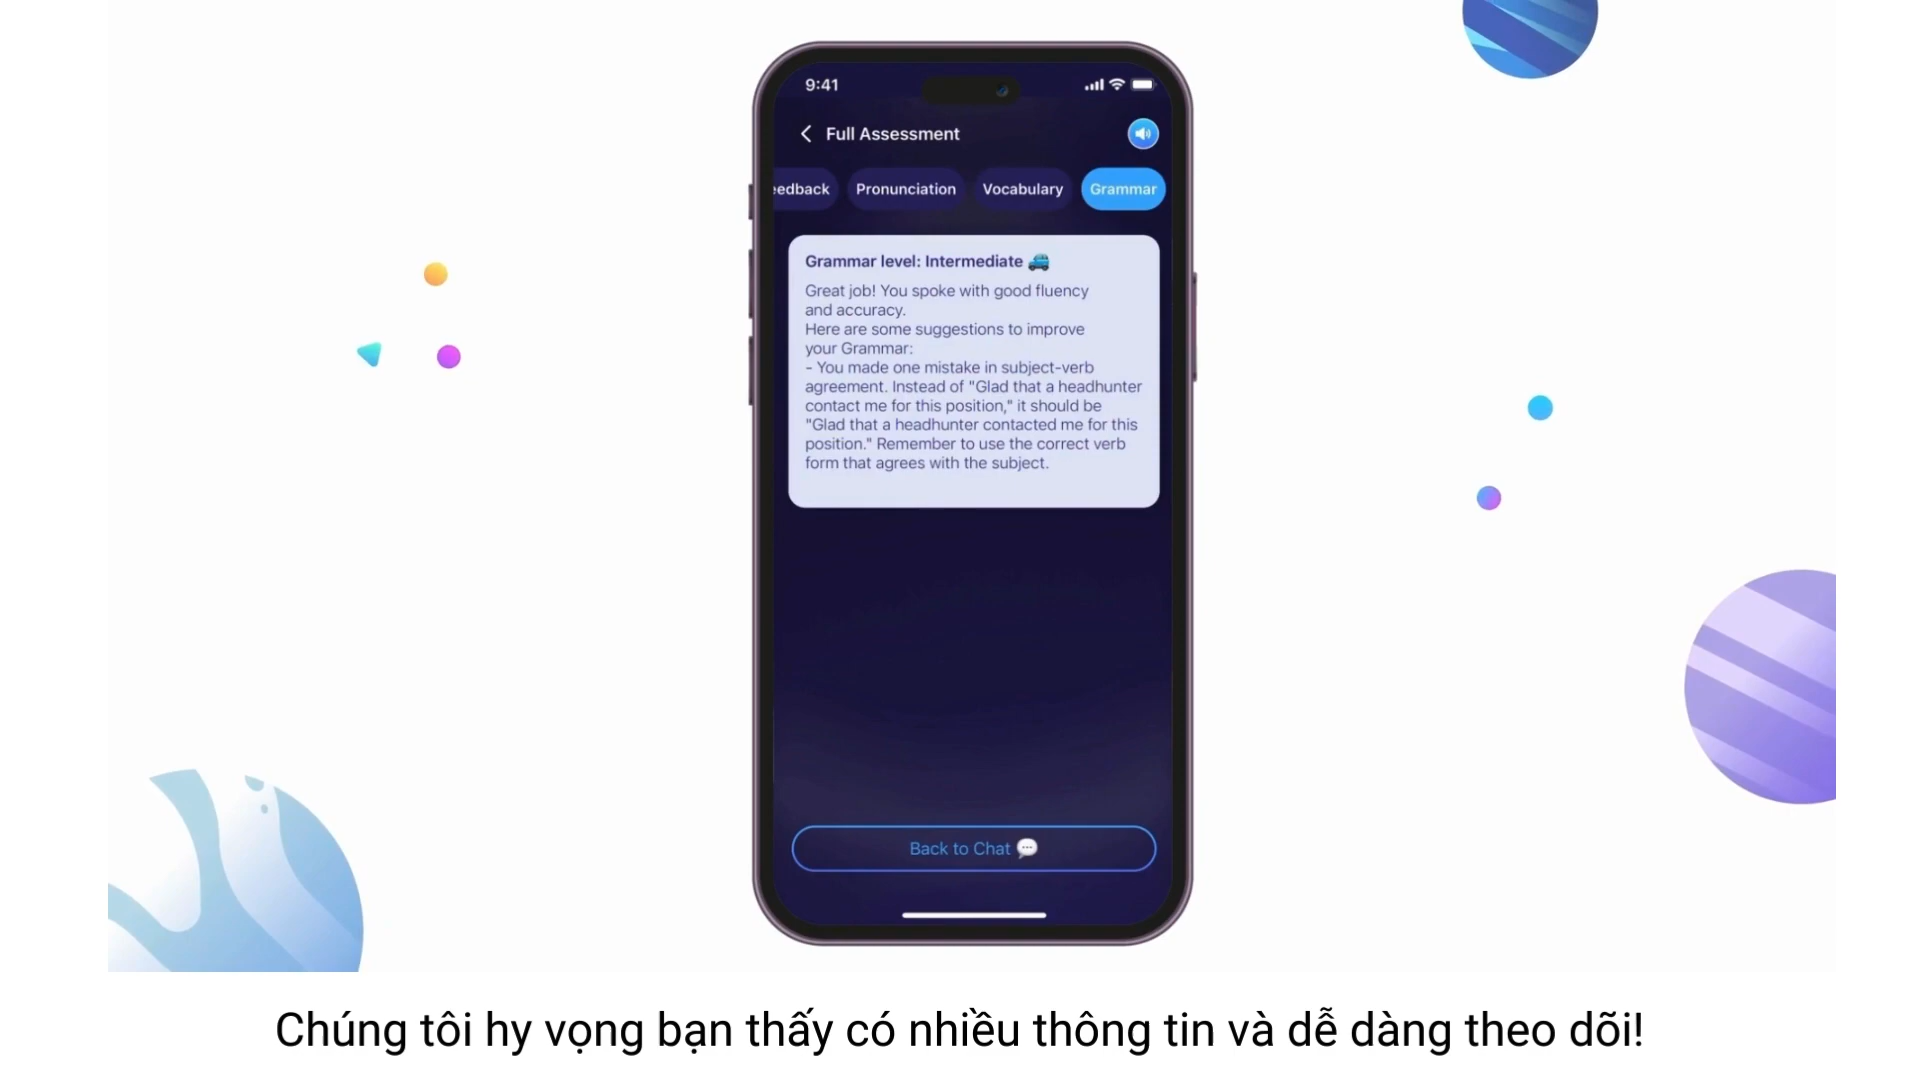 9:41
Full Assessment
eedback
Pronunciation
Vocabulary
Grammar
Grammar level: Intermediate
Great job! You spoke with good fluency
and accuracy.
Here are some suggestions to improve
your Grammar:
- You made one mistake in subject-verb
agreement. Instead of "Glad that a headhunter
contact me for this position," it should be
"Glad that a headhunter contacted me for this
position." Remember to use the correct verb
form that agrees with the subject.
Back to Chat
Chúng tôi hy vọng bạn thấy có nhiều thông tin và dễ dàng theo dõi!